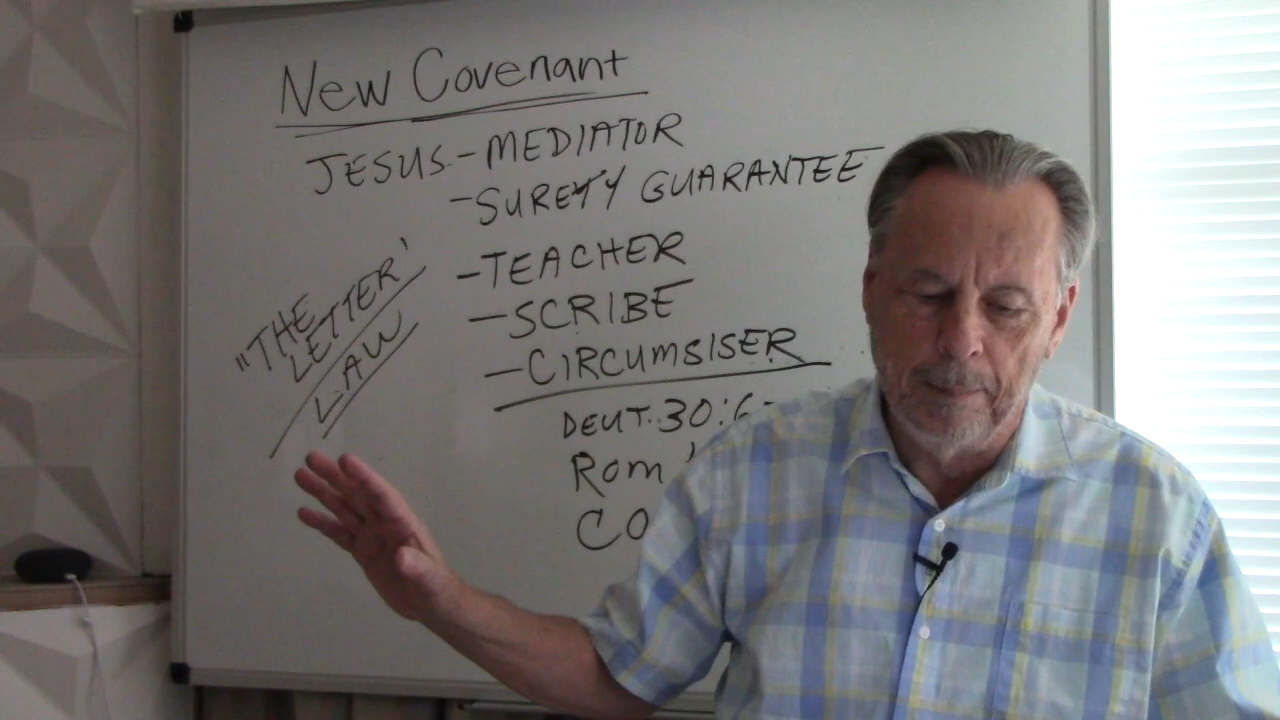 New Covenant
JESUS - MEDIATOR
- SURETY GUARANTEE
- TEACHER
- SCRIBE
- CIRCUMSISER
DEUT. 30:6-
Rom
CO
"THE
LETTER'
LAW